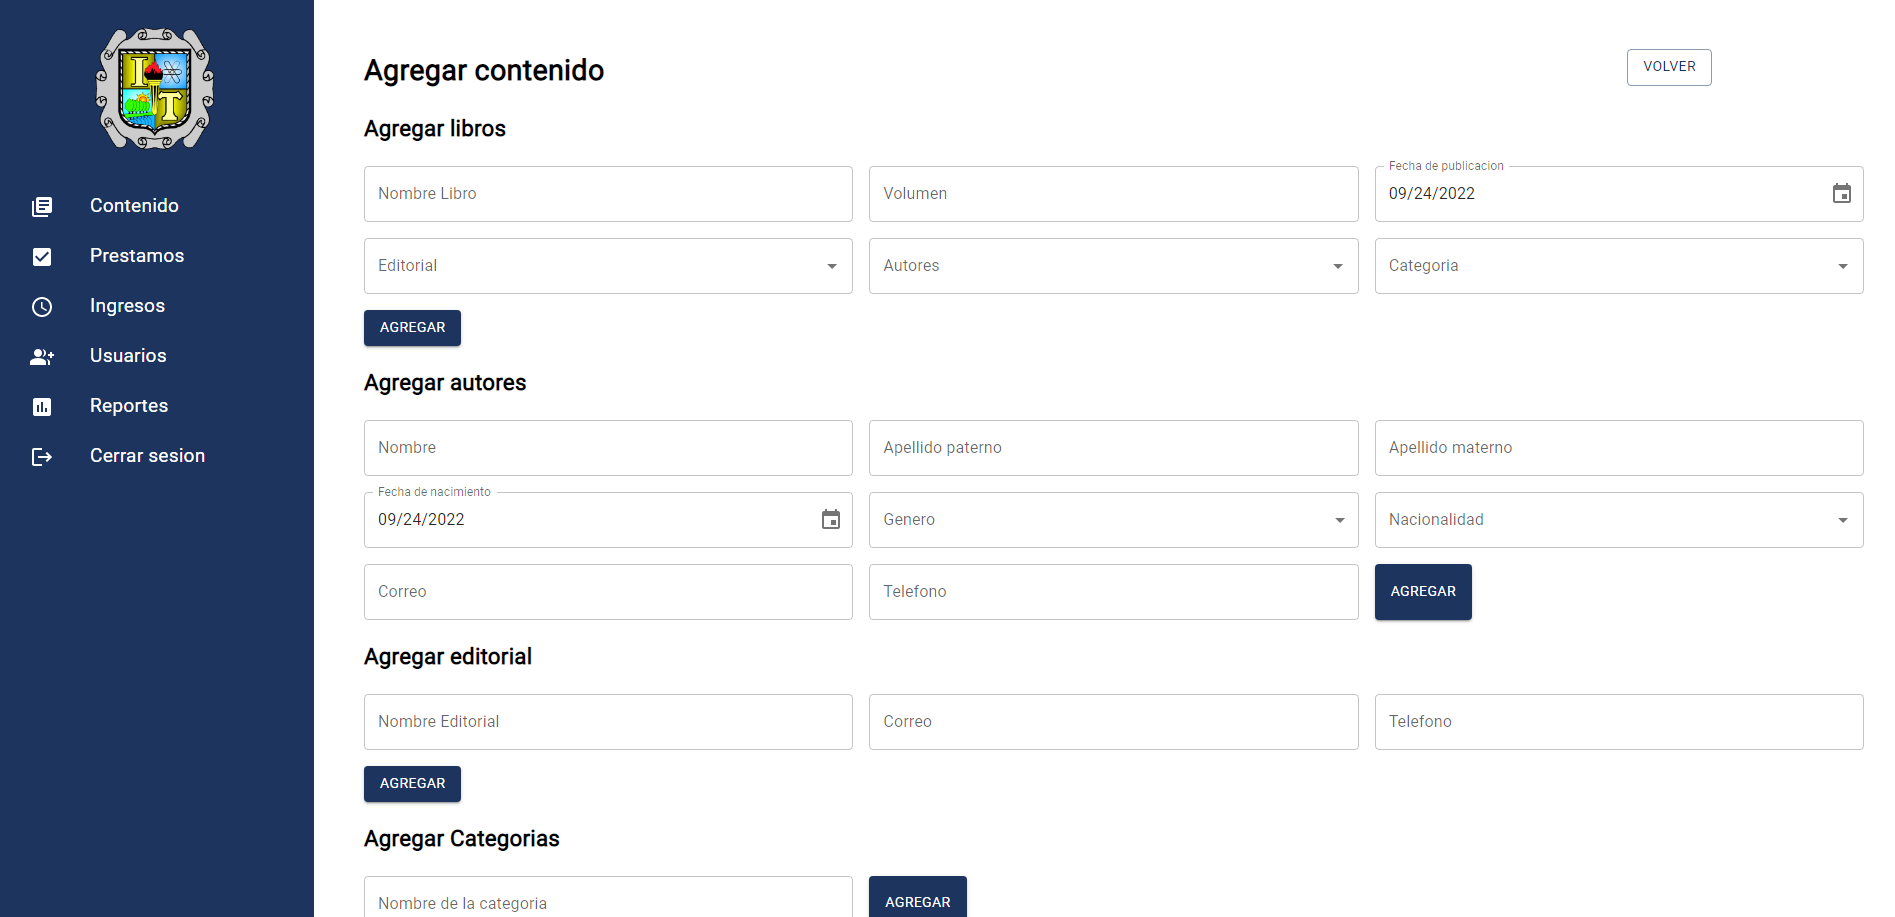 I T
Contenido
Prestamos
Ingresos
Usuarios
Reportes
Cerrar sesion
Agregar contenido
VOLVER
Agregar libros
Nombre Libro
Volumen
Fecha de publicacion
09/24/2022
Editorial
Autores
Categoria
AGREGAR
Agregar autores
Nombre
Apellido paterno
Apellido materno
Fecha de nacimiento
09/24/2022
Genero
Nacionalidad
Correo
Telefono
AGREGAR
Agregar editorial
Nombre Editorial
Correo
Telefono
AGREGAR
Agregar Categorias
Nombre de la categoria
AGREGAR